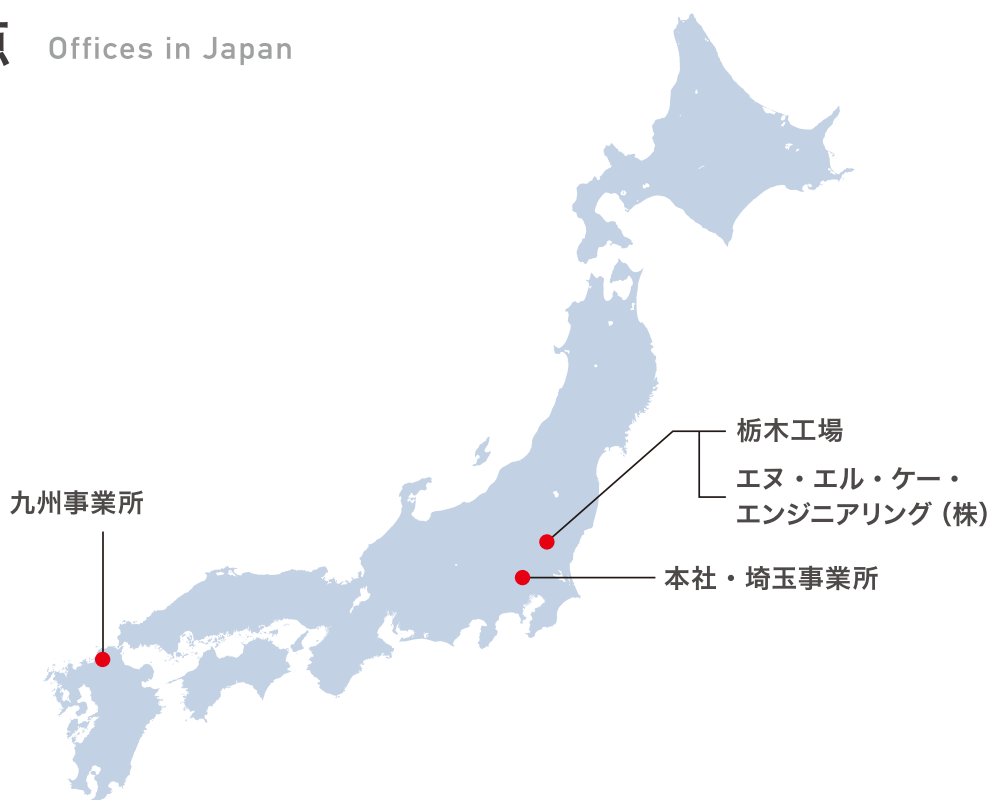 点 Offices in Japan
栃木工場
エヌ・エル・ケー・
エンジニアリング（株）
九州事業所
本社・埼玉事業所